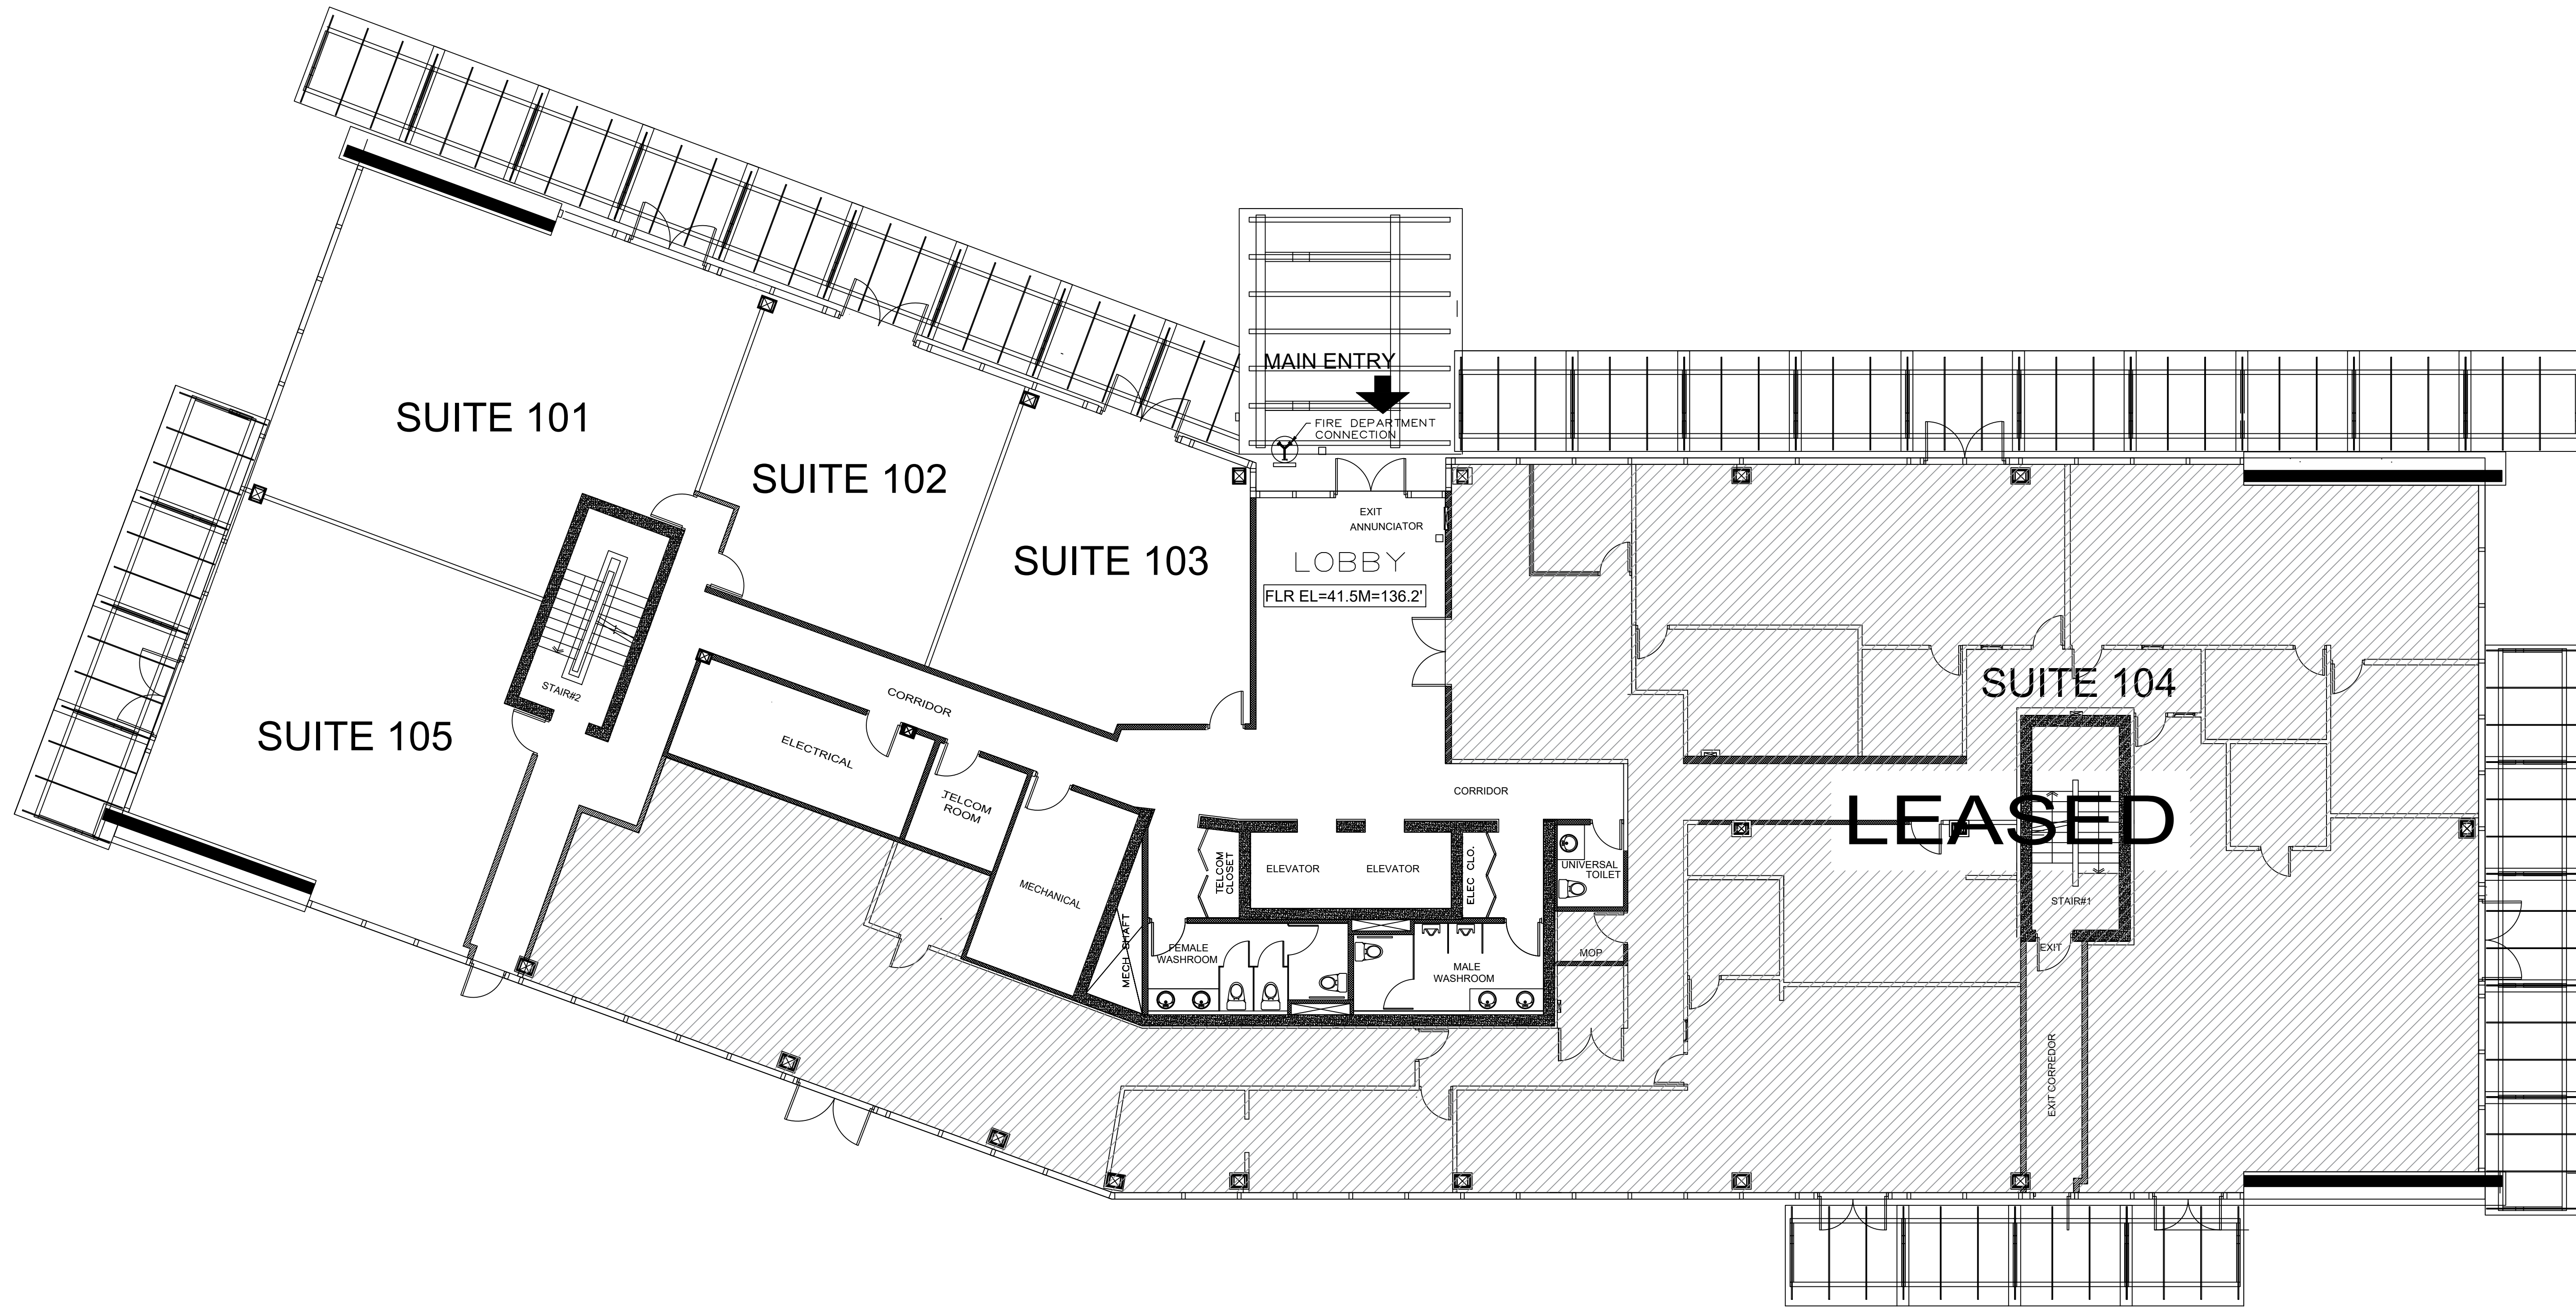 MAIN ENTRY
FIRE DEPARTMENT
CONNECTION
SUITE 101
SUITE 102
SUITE 103
EXIT
ANNUNCIATOR
LOBBY
FLR EL=41.5M=136.2'
SUITE 104
STAIR#2
CORRIDOR
SUITE 105
ELECTRICAL
TELCOM
ROOM
CORRIDOR
LEASED
MECHANICAL
TELCOM
CLOSET
ELEVATOR
ELEVATOR
ELEC CLO.
UNIVERSAL
TOILET
STAIR#1
MECH SHAFT
FEMALE
WASHROOM
MALE
WASHROOM
MOP
EXIT
EXIT CORREDOR